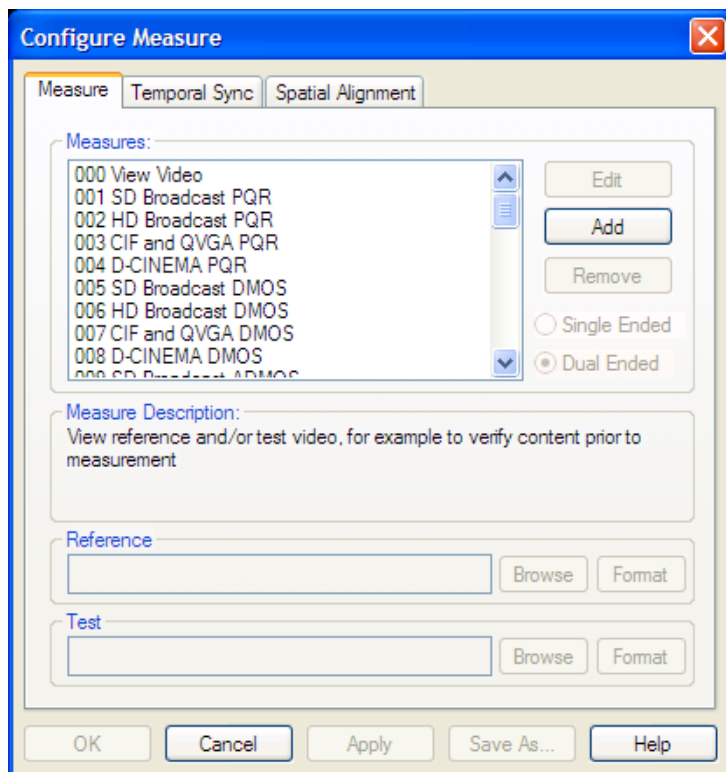 Configure Measure
Measure
Temporal Sync
Spatial Alignment
Measures:
000 View Video
001 SD Broadcast PQR
002 HD Broadcast PQR
003 CIF and QVGA PQR
004 D-CINEMA PQR
005 SD Broadcast DMOS
006 HD Broadcast DMOS
007 CIF and QVGA DMOS
008 D-CINEMA DMOS
009 SD Broadcast ADMOS
Edit
Add
Remove
Single Ended
Dual Ended
Measure Description:
View reference and/or test video, for example to verify content prior to
measurement
Reference
Browse
Format
Test
Browse
Format
OK
Cancel
Apply
Save As...
Help